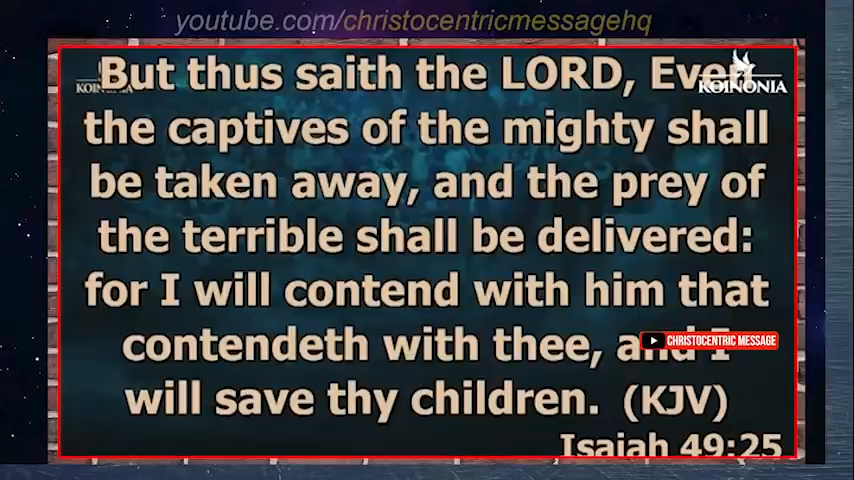 youtube.com/christocentricmessagehq
But thus saith the LORD, Even
KOINONIA
KOINONIA
the captives of the mighty shall
be taken away, and the prey of
the terrible shall be delivered:
for I will contend with him that
contendeth with thee, and I
CHRISTOCENTRIC MESSAGE
will save thy children. (KJV)
Isaiah 49:25